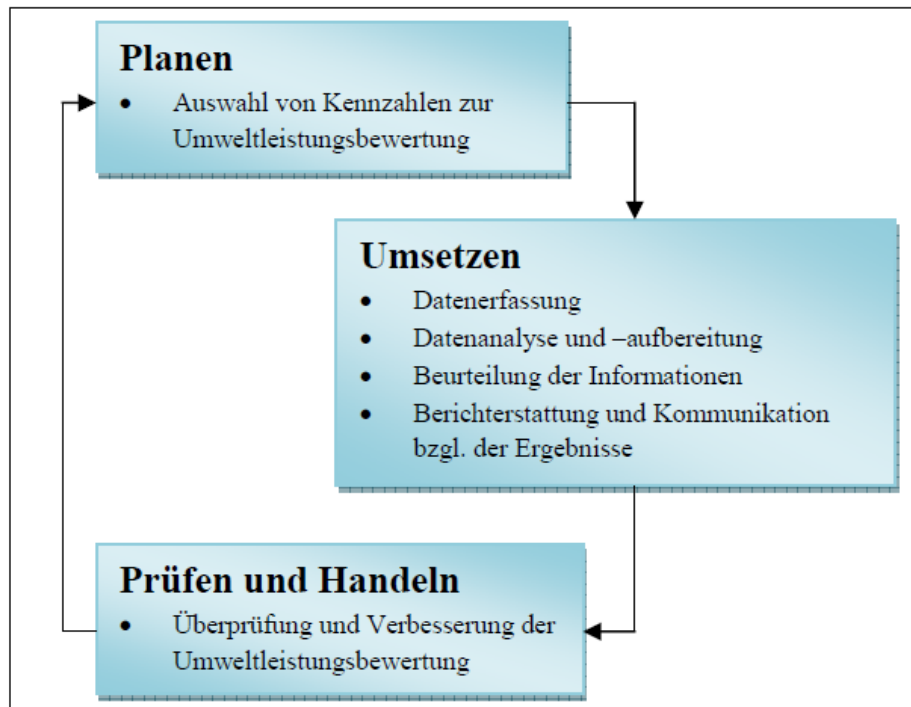 Planen
• Auswahl von Kennzahlen zur
Umweltleistungsbewertung
Umsetzen
• Datenerfassung
• Datenanalyse und –aufbereitung
• Beurteilung der Informationen
• Berichterstattung und Kommunikation
bzgl. der Ergebnisse
Prüfen und Handeln
• Überprüfung und Verbesserung der
Umweltleistungsbewertung